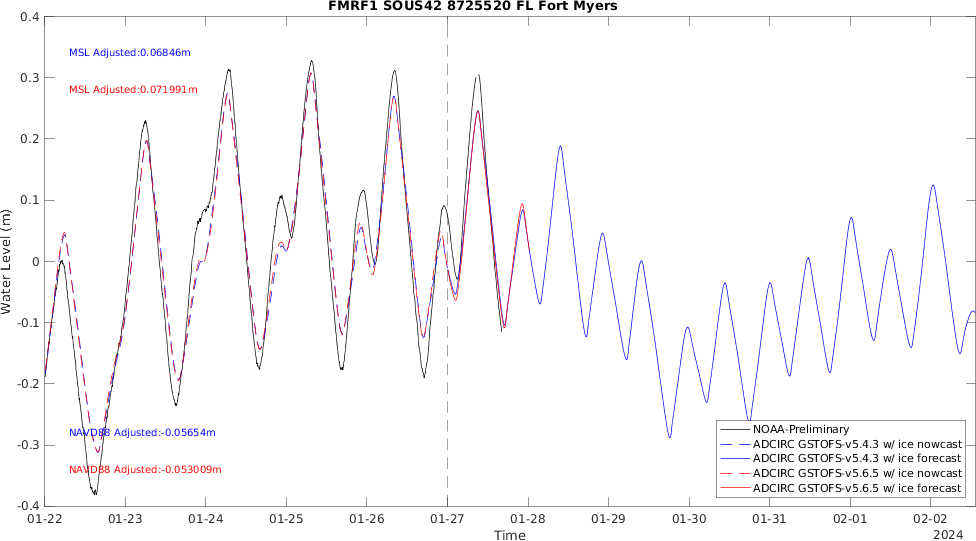 FMRF1 SOUS42 8725520 FL Fort Myers
0.4
0.3
0.2
0.1
0
-0.1
-0.2
-0.3
-0.4
Water Level (m)
MSL Adjusted:0.06846m
MSL Adjusted:0.071991m
NAVD88 Adjusted:-0.05654m
NAVD88 Adjusted:-0.053009m
NOAA-Preliminary
ADCIRC GSTOFS-v5.4.3 w/ ice nowcast
ADCIRC GSTOFS-v5.4.3 w/ ice forecast
ADCIRC GSTOFS-v5.6.5 w/ ice nowcast
ADCIRC GSTOFS-v5.6.5 w/ ice forecast
01-22 01-23 01-24 01-25 01-26 01-27 01-28 01-29 01-30 01-31 02-01 02-02
2024
Time